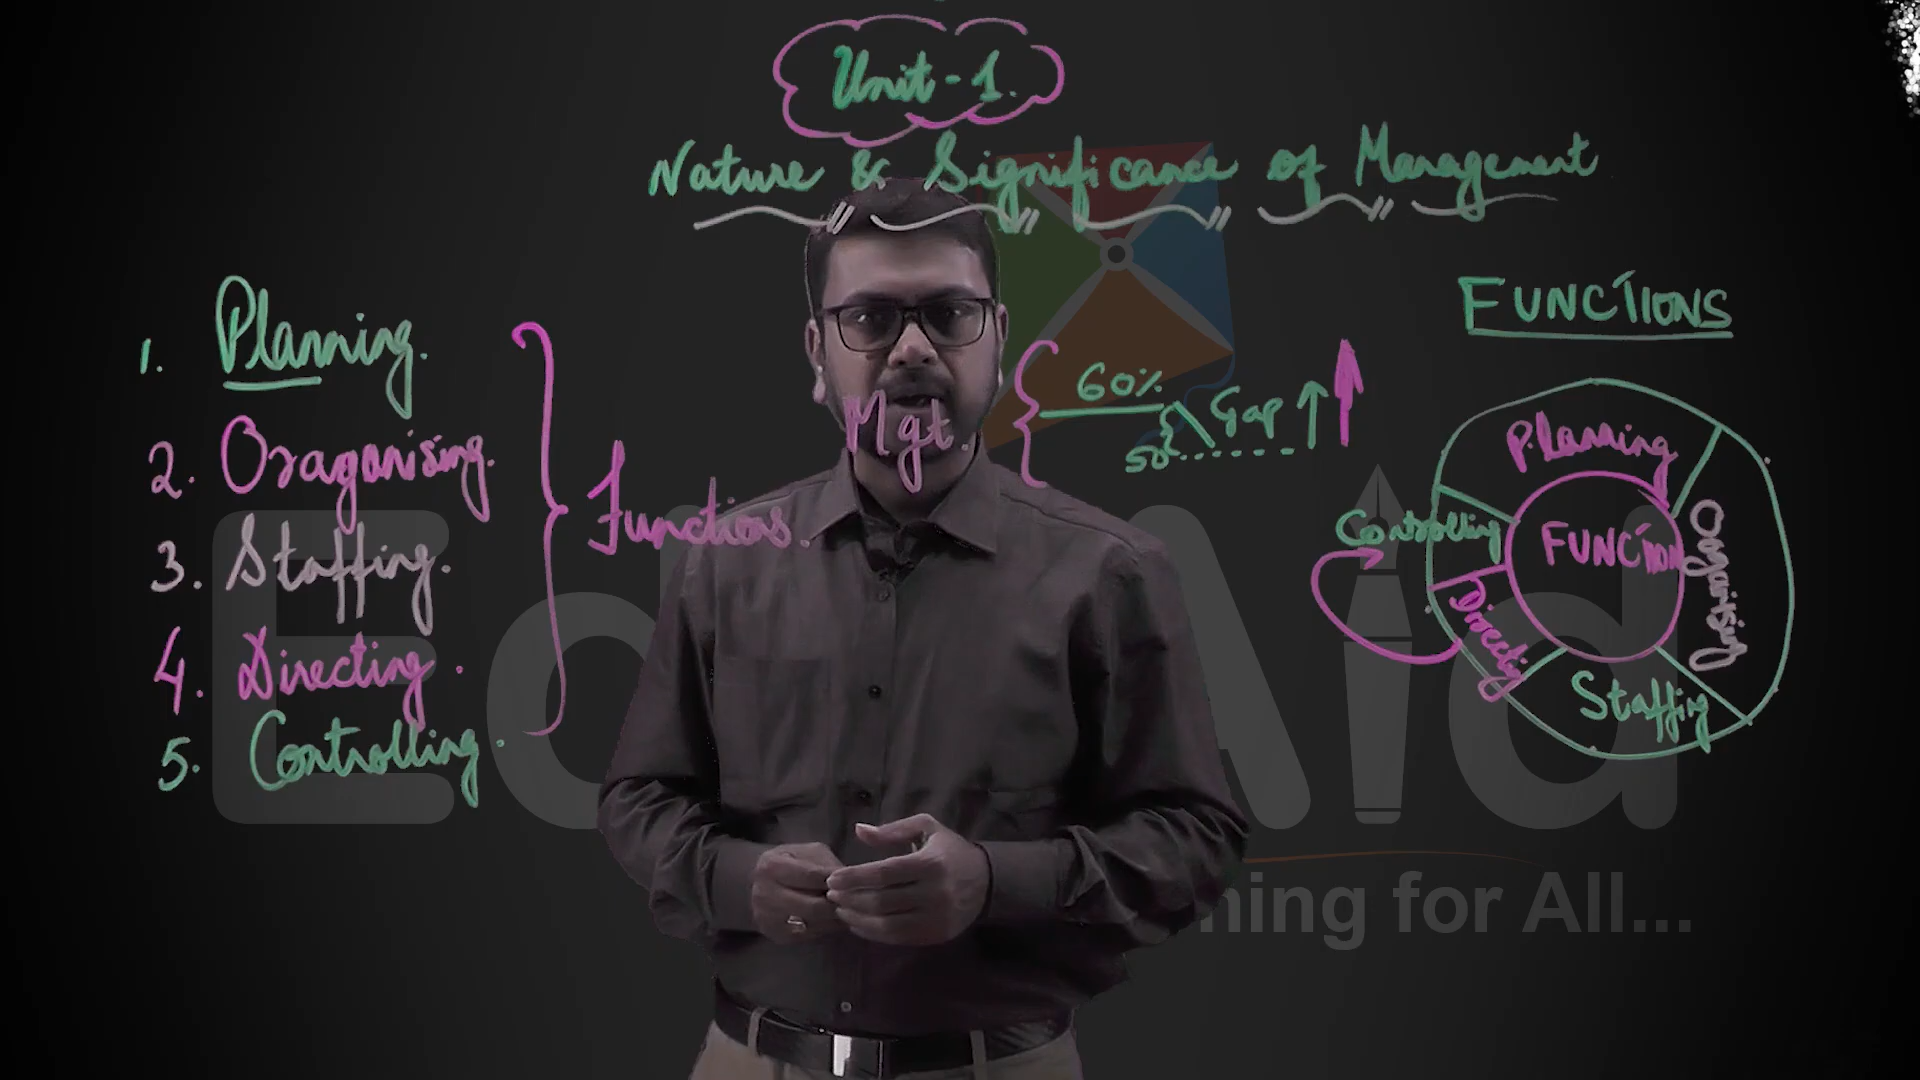 Unit-1.
Nature & Significance of Management
1. Planning.
2. Oraganising.
3. Staffing.
4. Directing.
5. Controlling.
Functions.
Mgt.
60%
50
Gap
FUNCTIONS
Planning
Organising
Staffing
Directing
Controlling
FUNCTION
Aid
ning for All...